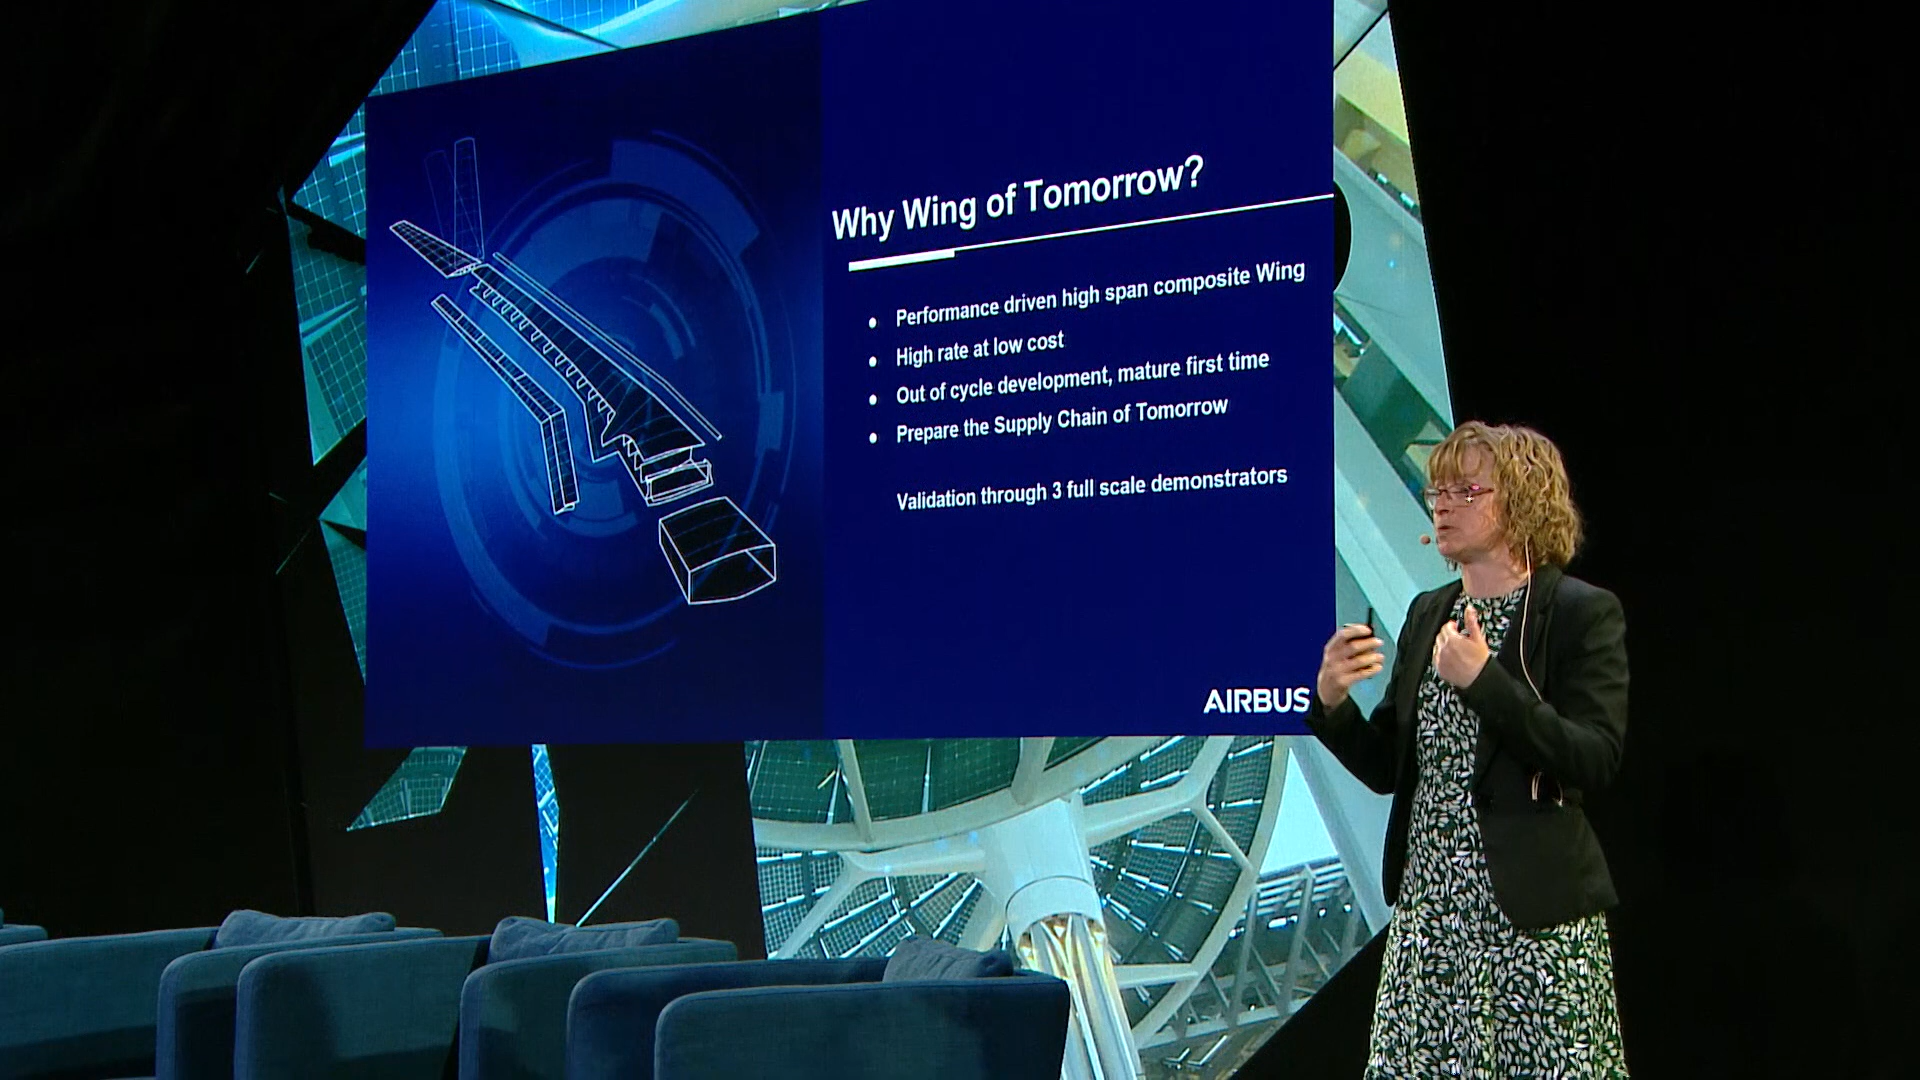 Why Wing of Tomorrow?
● Performance driven high span composite Wing
● High rate at low cost
● Out of cycle development, mature first time
● Prepare the Supply Chain of Tomorrow
Validation through 3 full scale demonstrators
AIRBUS